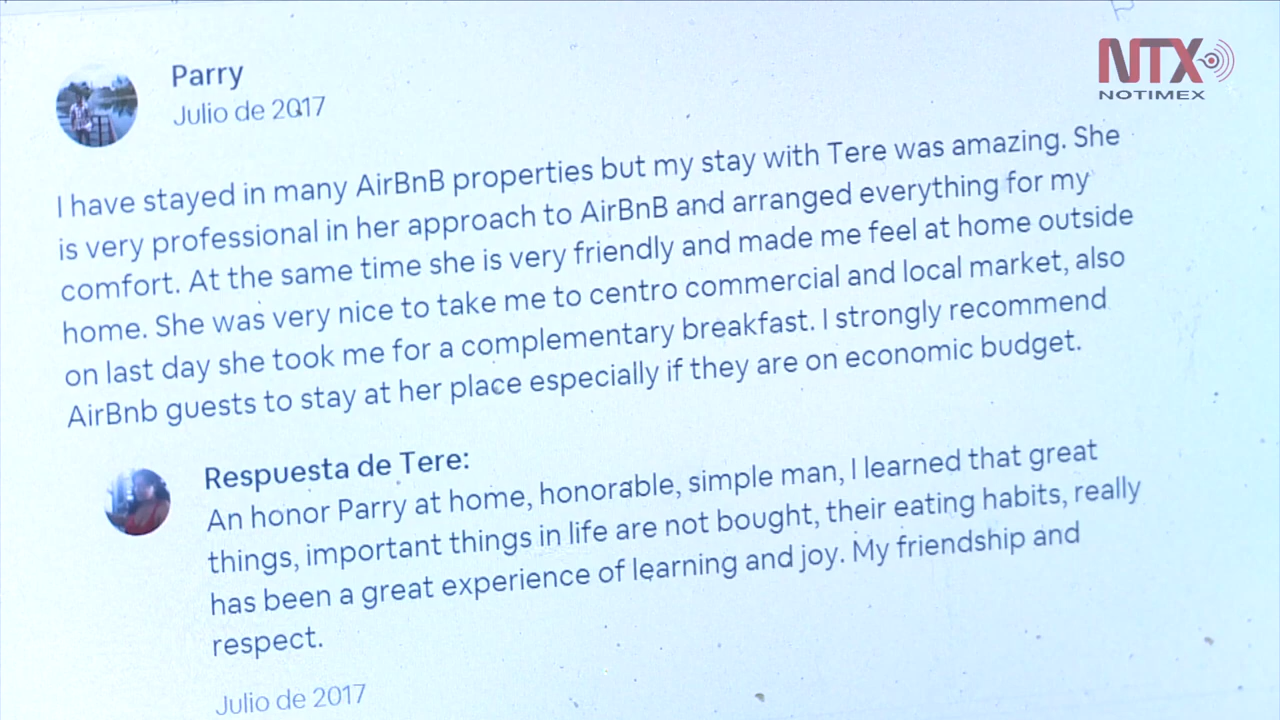 NTX
NOTIMEX
Parry
Julio de 2017
I have stayed in many AirBnB properties but my stay with Tere was amazing. She
is very professional in her approach to AirBnB and arranged everything for my
comfort. At the same time she is very friendly and made me feel at home outside
home. She was very nice to take me to centro commercial and local market, also
on last day she took me for a complementary breakfast. I strongly recommend
AirBnb guests to stay at her place especially if they are on economic budget.
Respuesta de Tere:
An honor Parry at home, honorable, simple man, I learned that great
things, important things in life are not bought, their eating habits, really
has been a great experience of learning and joy. My friendship and
respect.
Julio de 2017